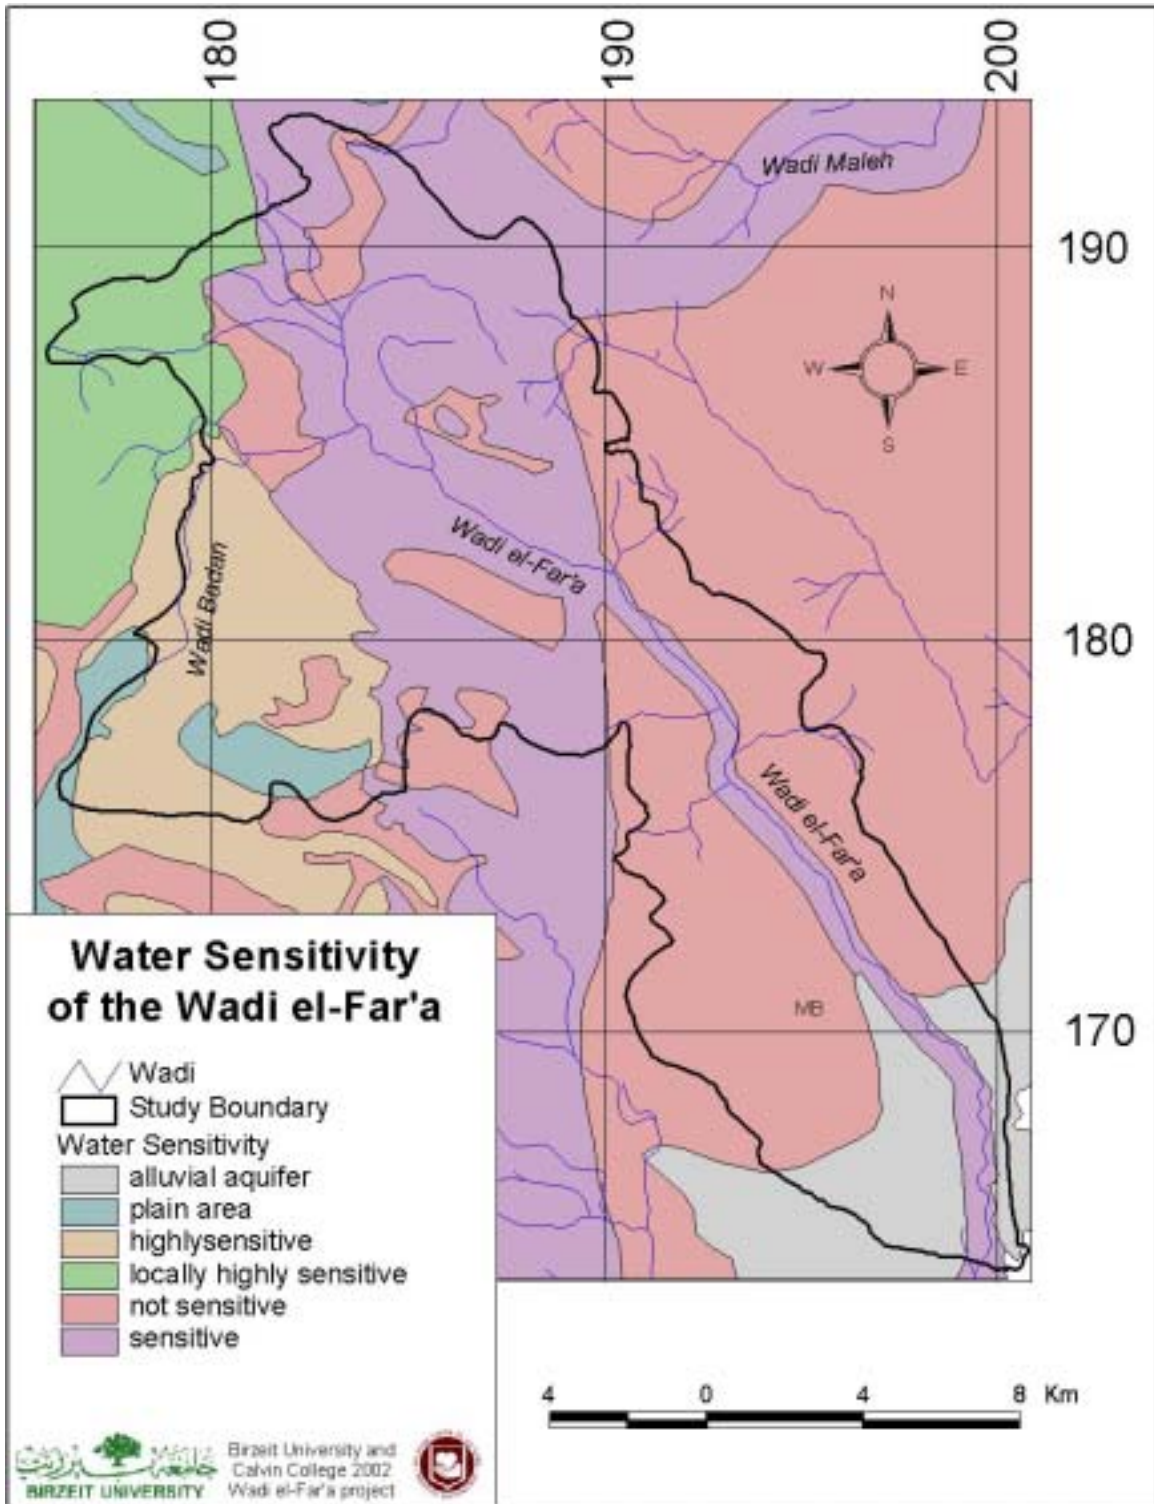 180
190
200
Wadi Maleh
190
N
W
E
S
Wadi el-Far'a
Wadi Badan
180
Wadi el-Far'a
MB
170
Water Sensitivity
of the Wadi el-Far'a
Wadi
Study Boundary
Water Sensitivity
alluvial aquifer
plain area
highlysensitive
locally highly sensitive
not sensitive
sensitive
4 0 4 8 Km
BIRZEIT UNIVERSITY
Birzeit University and
Calvin College 2002
Wadi el-Far'a project